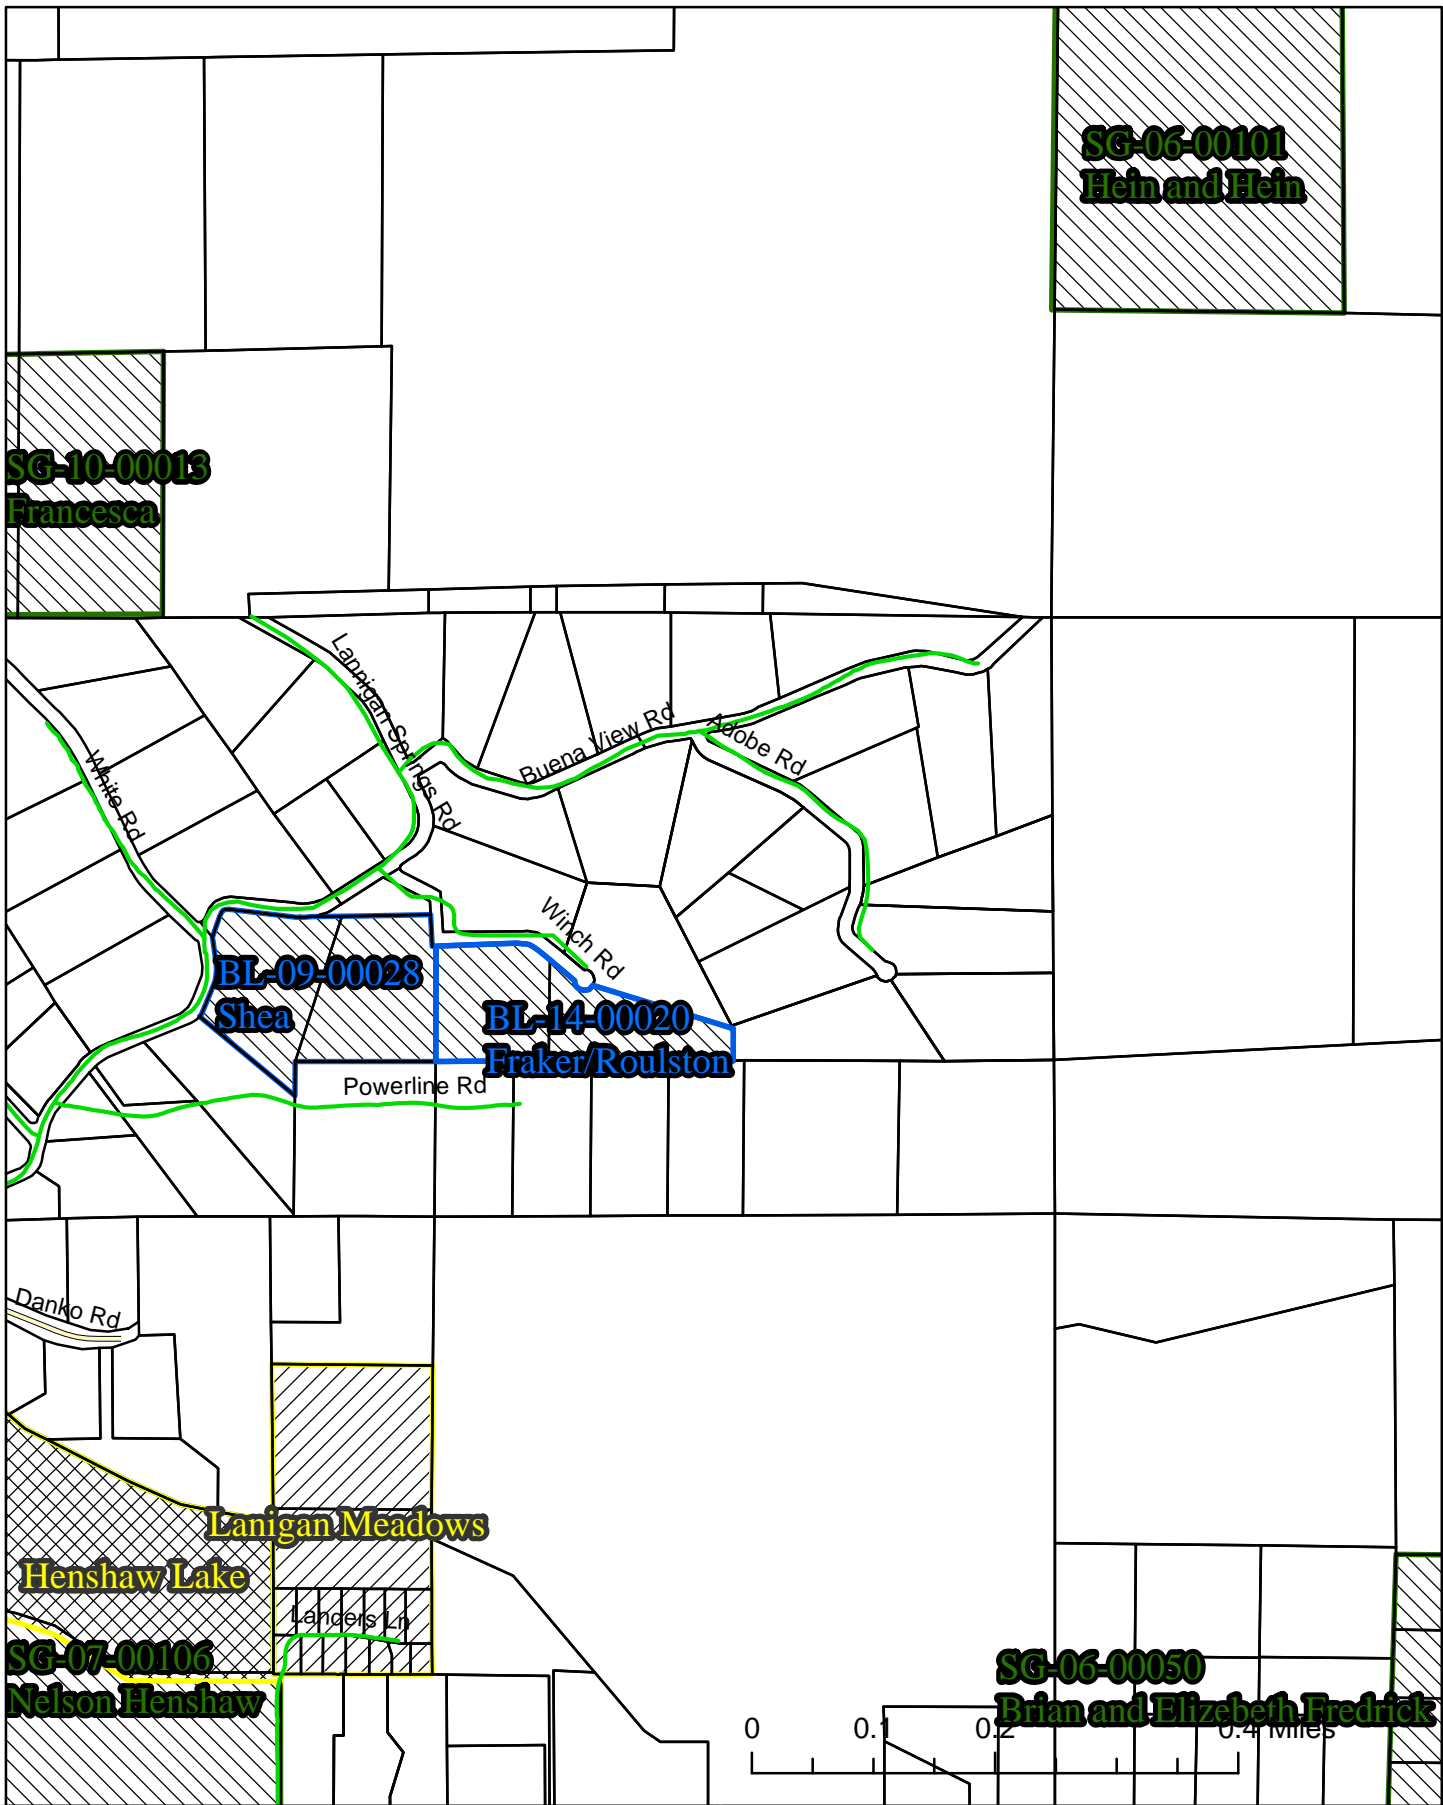 SG-06-00101
Hein and Hein
SG-10-00013
Francesca
Lannigan Springs Rd
Buena View Rd
Adobe Rd
White Rd
Winch Rd
BL-09-00028
Shea
BL-14-00020
Fraker/Roulston
Powerline Rd
Danko Rd
Lanigan Meadows
Henshaw Lake
Landers Ln
SG-07-00106
Nelson Henshaw
SG-06-00050
Brian and Elizebeth Fredrick
0 0.1 0.2 0.4 Miles